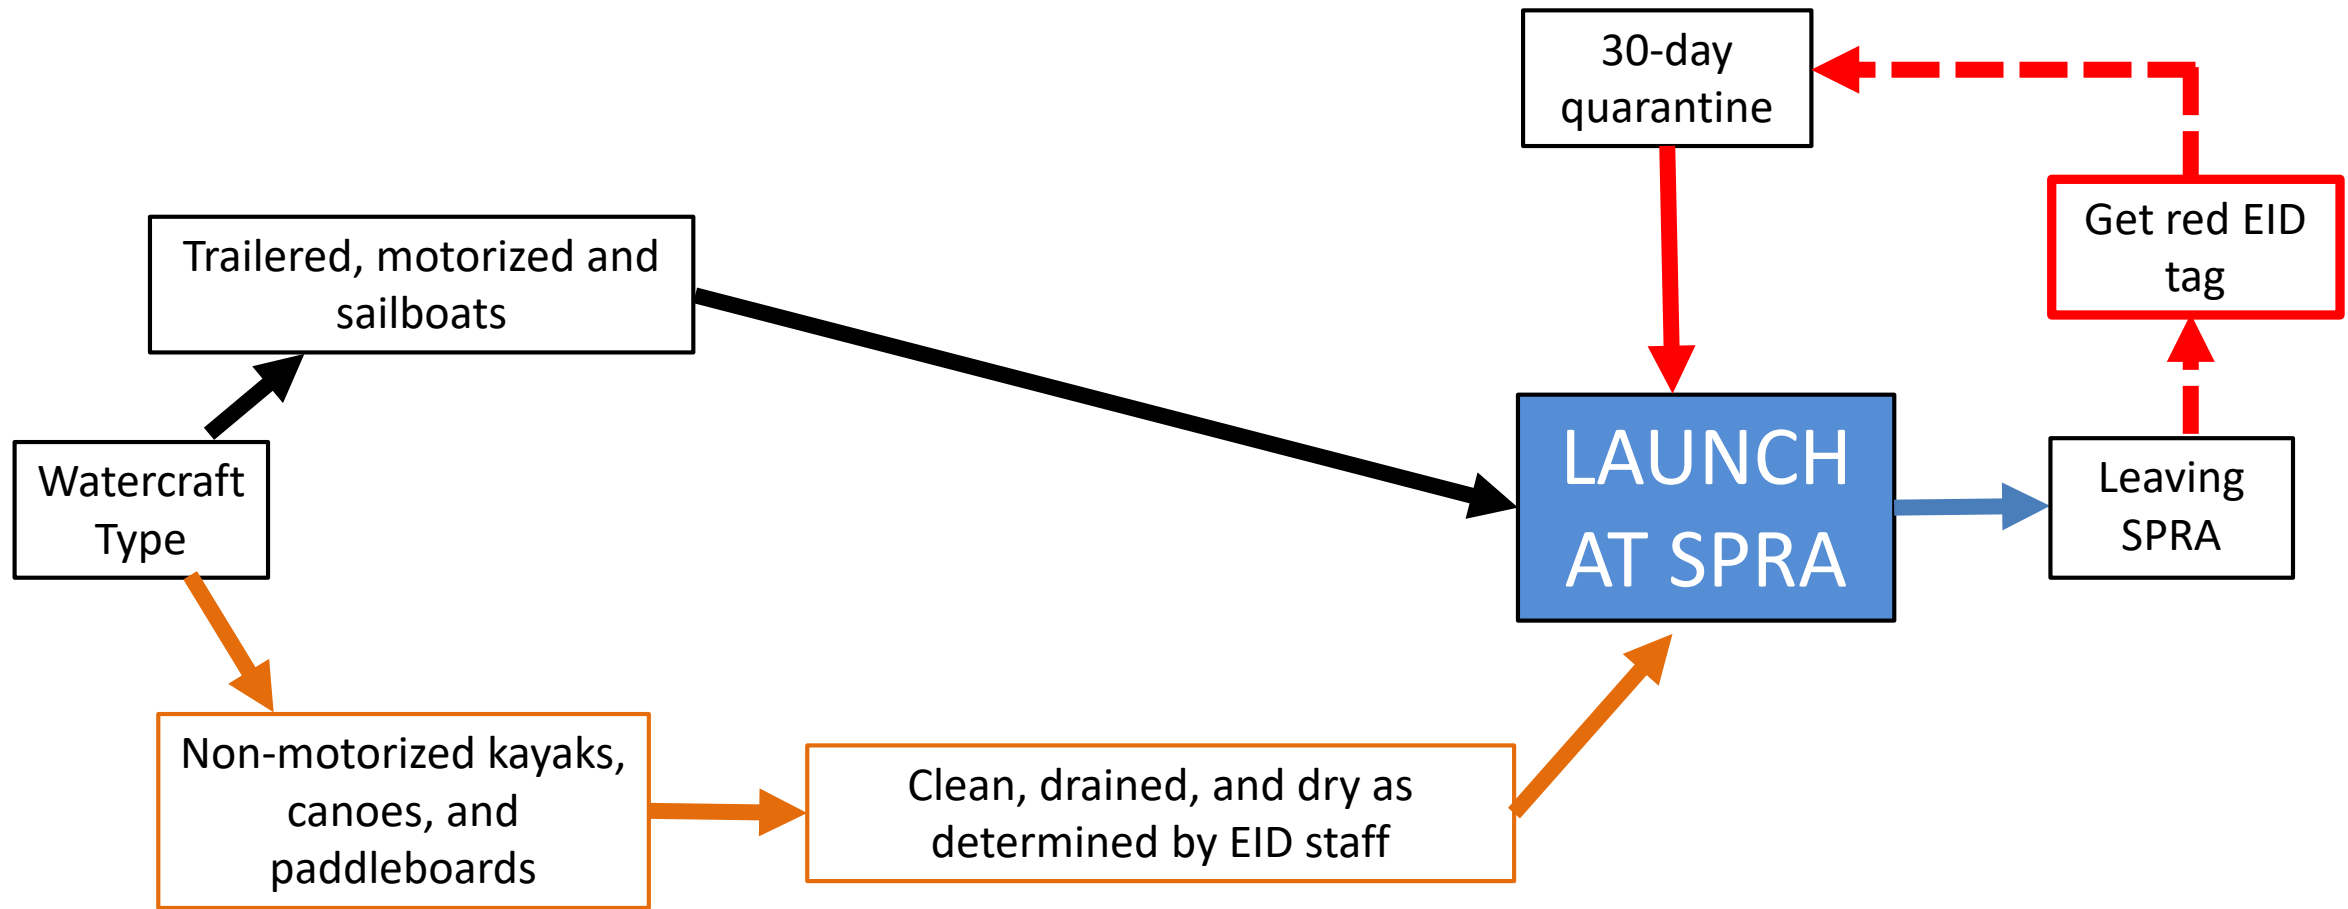 30-day
quarantine
Trailered, motorized and
sailboats
Get red EID
tag
Watercraft
Type
LAUNCH
AT SPRA
Leaving
SPRA
Non-motorized kayaks,
canoes, and
paddleboards
Clean, drained, and dry as
determined by EID staff